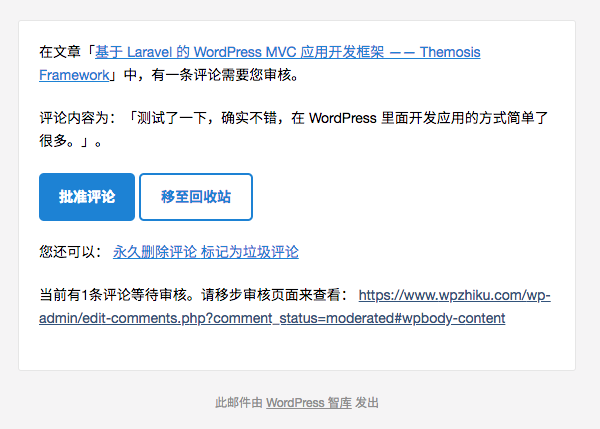 在文章「基于 Laravel 的 WordPress MVC 应用开发框架 —— Themosis
Framework」中，有一条评论需要您审核。
评论内容为：「测试了一下，确实不错，在 WordPress 里面开发应用的方式简单了
很多。」。
批准评论 移至回收站
您还可以： 永久删除评论 标记为垃圾评论
当前有1条评论等待审核。请移步审核页面来查看： https://www.wpzhiku.com/wp-
admin/edit-comments.php?comment_status=moderated#wpbody-content
此邮件由 WordPress 智库 发出